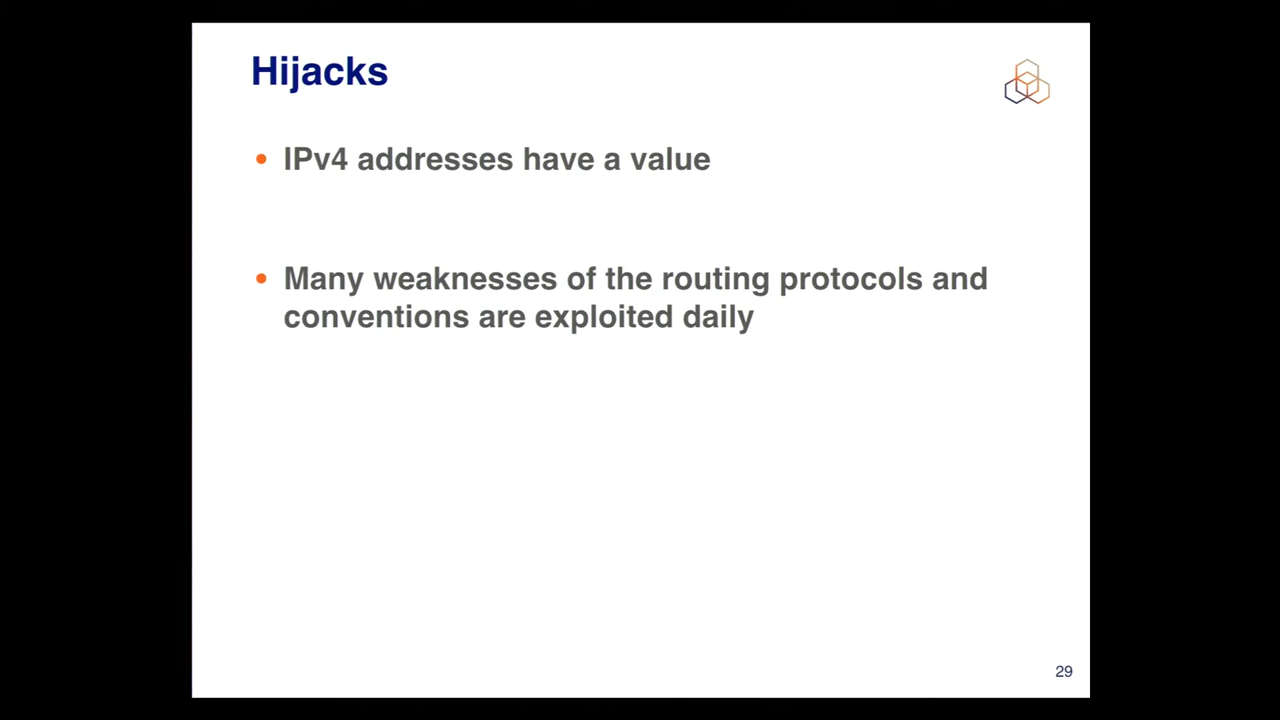 Hijacks
• IPv4 addresses have a value
• Many weaknesses of the routing protocols and
conventions are exploited daily
29